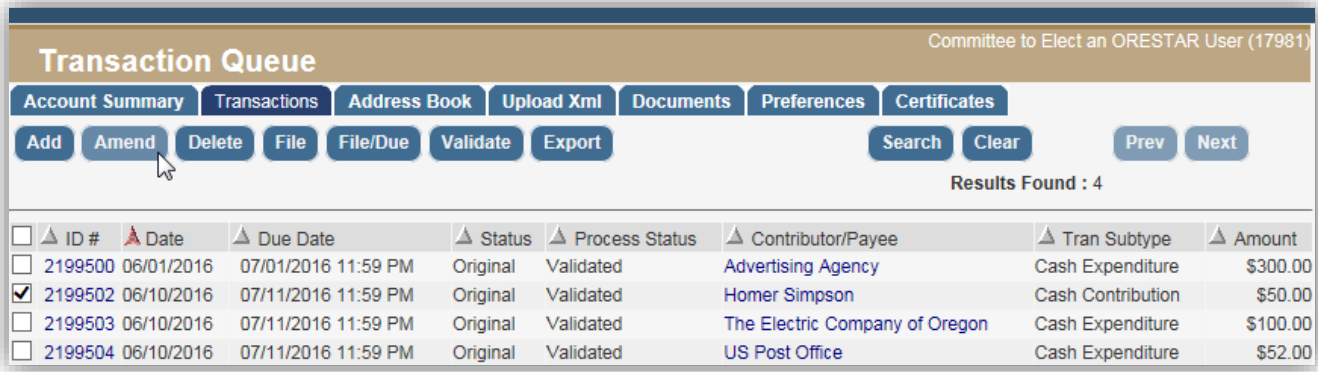 Committee to Elect an ORESTAR User (17981)
Transaction Queue
Account Summary Transactions Address Book Upload Xml Documents Preferences Certificates
Add Amend Delete File File/Due Validate Export Search Clear Prev Next
Results Found : 4
ID # Date Due Date Status Process Status Contributor/Payee Tran Subtype Amount
2199500 06/01/2016 07/01/2016 11:59 PM Original Validated Advertising Agency Cash Expenditure $300.00
2199502 06/10/2016 07/11/2016 11:59 PM Original Validated Homer Simpson Cash Contribution $50.00
2199503 06/10/2016 07/11/2016 11:59 PM Original Validated The Electric Company of Oregon Cash Expenditure $100.00
2199504 06/10/2016 07/11/2016 11:59 PM Original Validated US Post Office Cash Expenditure $52.00